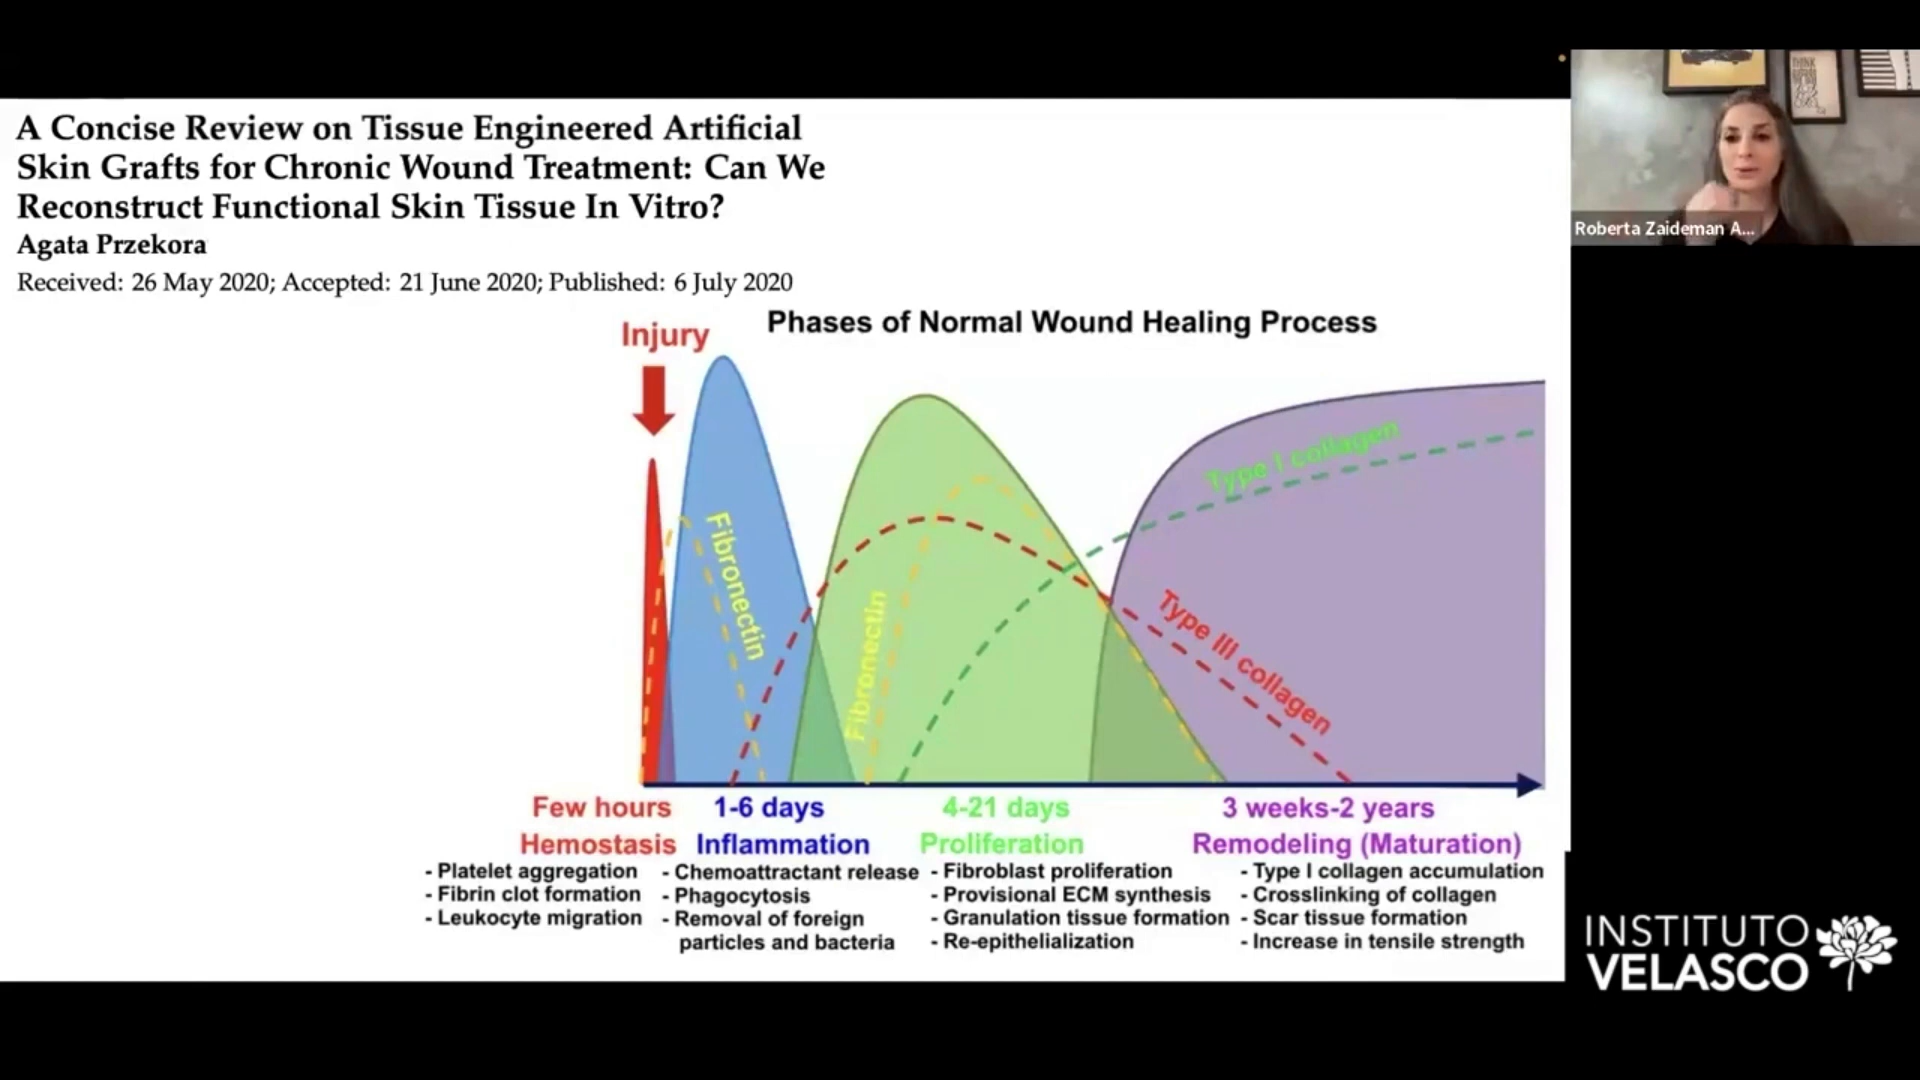 A Concise Review on Tissue Engineered Artificial
Skin Grafts for Chronic Wound Treatment: Can We
Reconstruct Functional Skin Tissue In Vitro?
Agata Przekora
Received: 26 May 2020; Accepted: 21 June 2020; Published: 6 July 2020
Injury
Phases of Normal Wound Healing Process
Fibronectin
Fibronectin
Type I collagen
Type III collagen
Few hours
Hemostasis
- Platelet aggregation
- Fibrin clot formation
- Leukocyte migration
1-6 days
Inflammation
- Chemoattractant release
- Phagocytosis
- Removal of foreign
particles and bacteria
4-21 days
Proliferation
- Fibroblast proliferation
- Provisional ECM synthesis
- Granulation tissue formation
- Re-epithelialization
3 weeks-2 years
Remodeling (Maturation)
- Type I collagen accumulation
- Crosslinking of collagen
- Scar tissue formation
- Increase in tensile strength
THINK
Roberta Zaideman A...
INSTITUTO
VELASCO